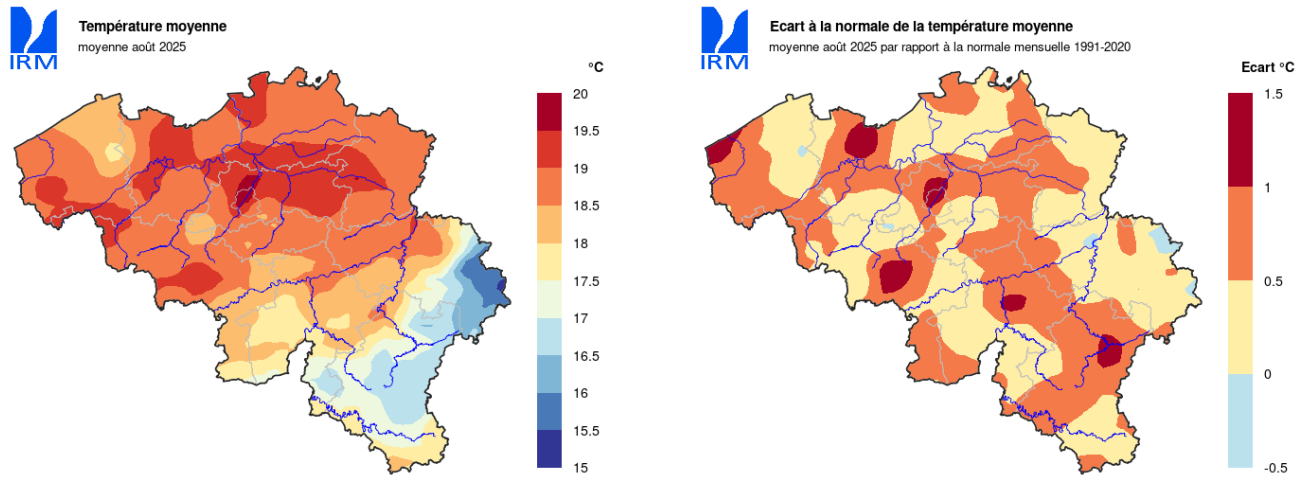 IRM
Température moyenne
moyenne août 2025
°C
20
19.5
19
18.5
18
17.5
17
16.5
16
15.5
15
IRM
Ecart à la normale de la température moyenne
moyenne août 2025 par rapport à la normale mensuelle 1991-2020
Ecart °C
1.5
1
0.5
0
-0.5